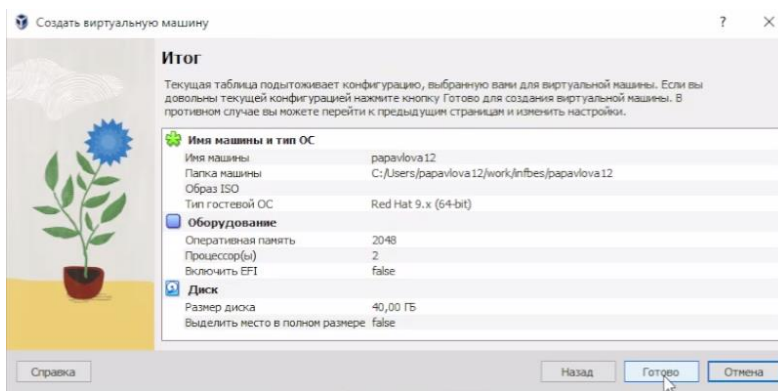 Создать виртуальную машину
?
Итог
Текущая таблица подытоживает конфигурацию, выбранную вами для виртуальной машины. Если вы
довольны текущей конфигурацией нажмите кнопку Готово для создания виртуальной машины. В
противном случае вы можете перейти к предыдущим страницам и изменить настройки.
Имя машины и тип ОС
Имя машины papavlova12
Папка машины C:/Users/papavlova12/work/infbes/papavlova12
Образ ISO
Тип гостевой ОС Red Hat 9.x (64-bit)
Оборудование
Оперативная память 2048
Процессор(ы) 2
Включить EFI false
Диск
Размер диска 40,00 ГБ
Выделить место в полном размере false
Справка Назад Готово Отмена